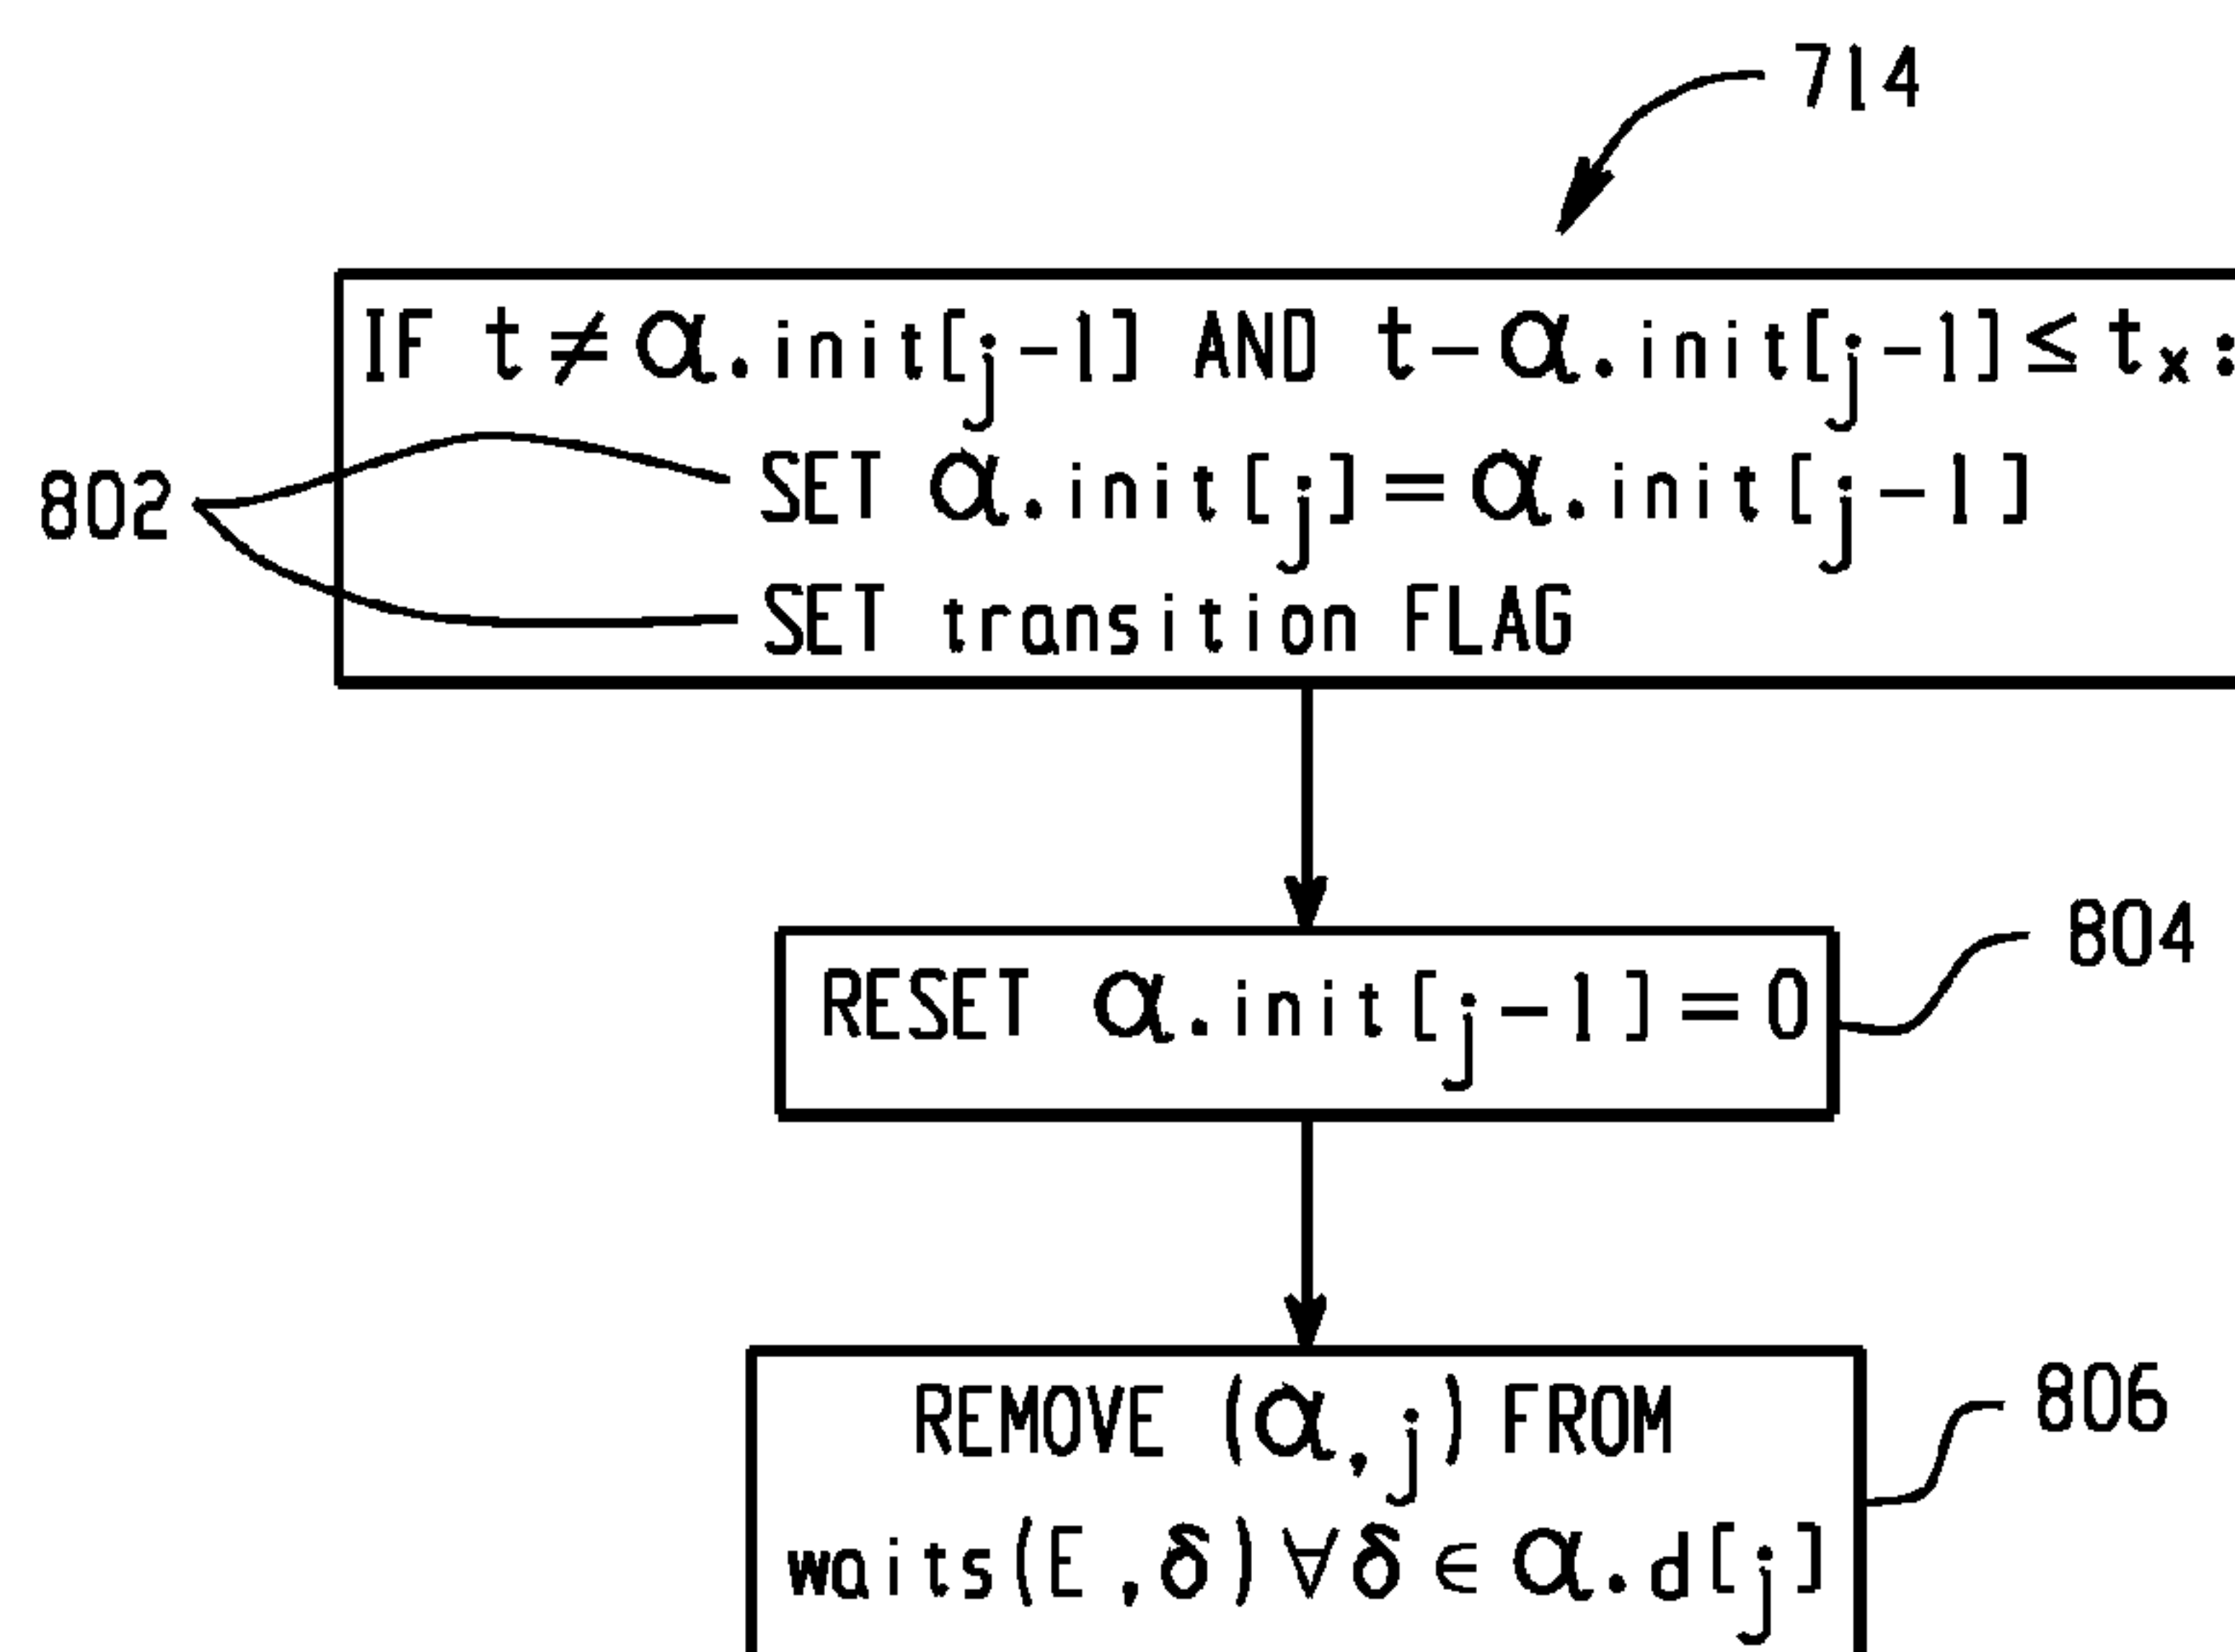 714
IF t ≠ α.init[j-1] AND t-α.init[j-1] ≤ tₓ:
802
SET α.init[j]=α.init[j-1]
SET transition FLAG
804
RESET α.init[j-1]=0
806
REMOVE (α,j) FROM
waits(E,δ)∀δ∈α.d[j]